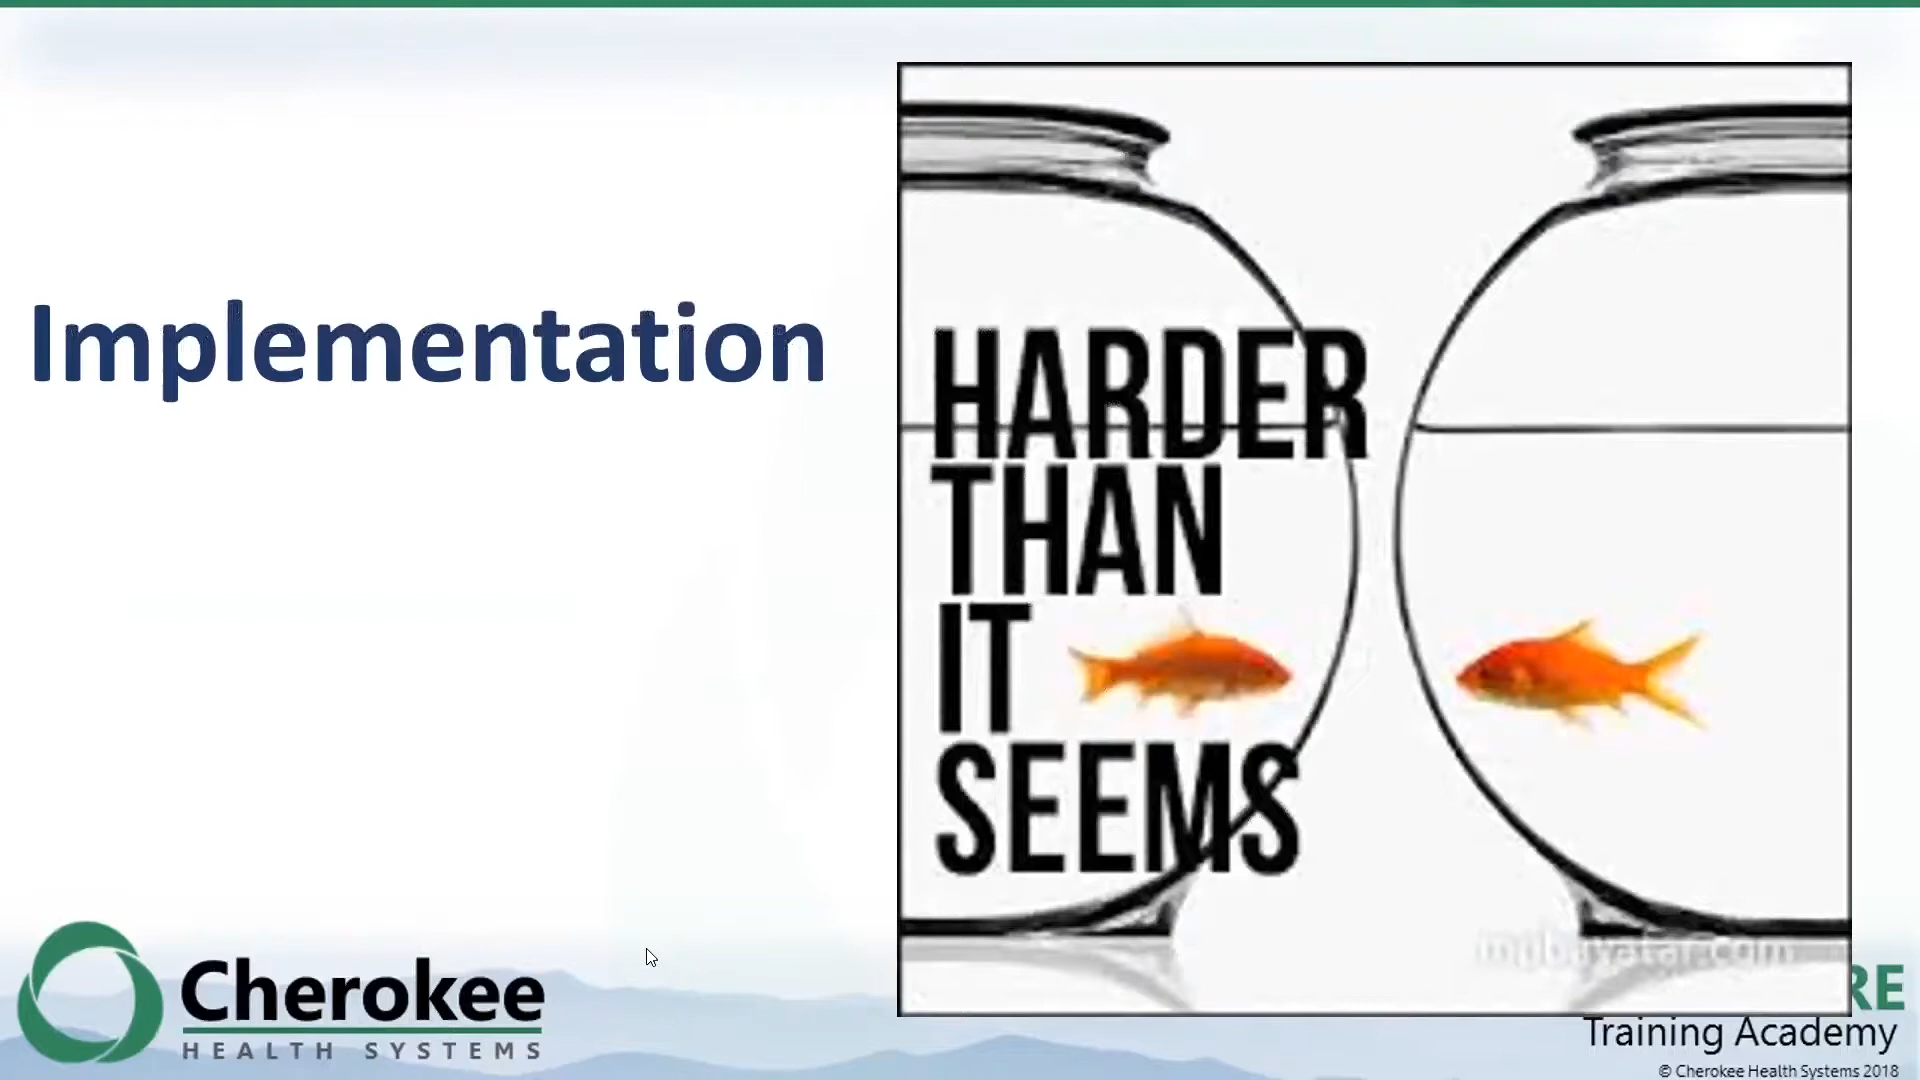 Implementation
HARDER
THAN
IT
SEEMS
Cherokee
HEALTH SYSTEMS
RE
Training Academy
© Cherokee Health Systems 2018